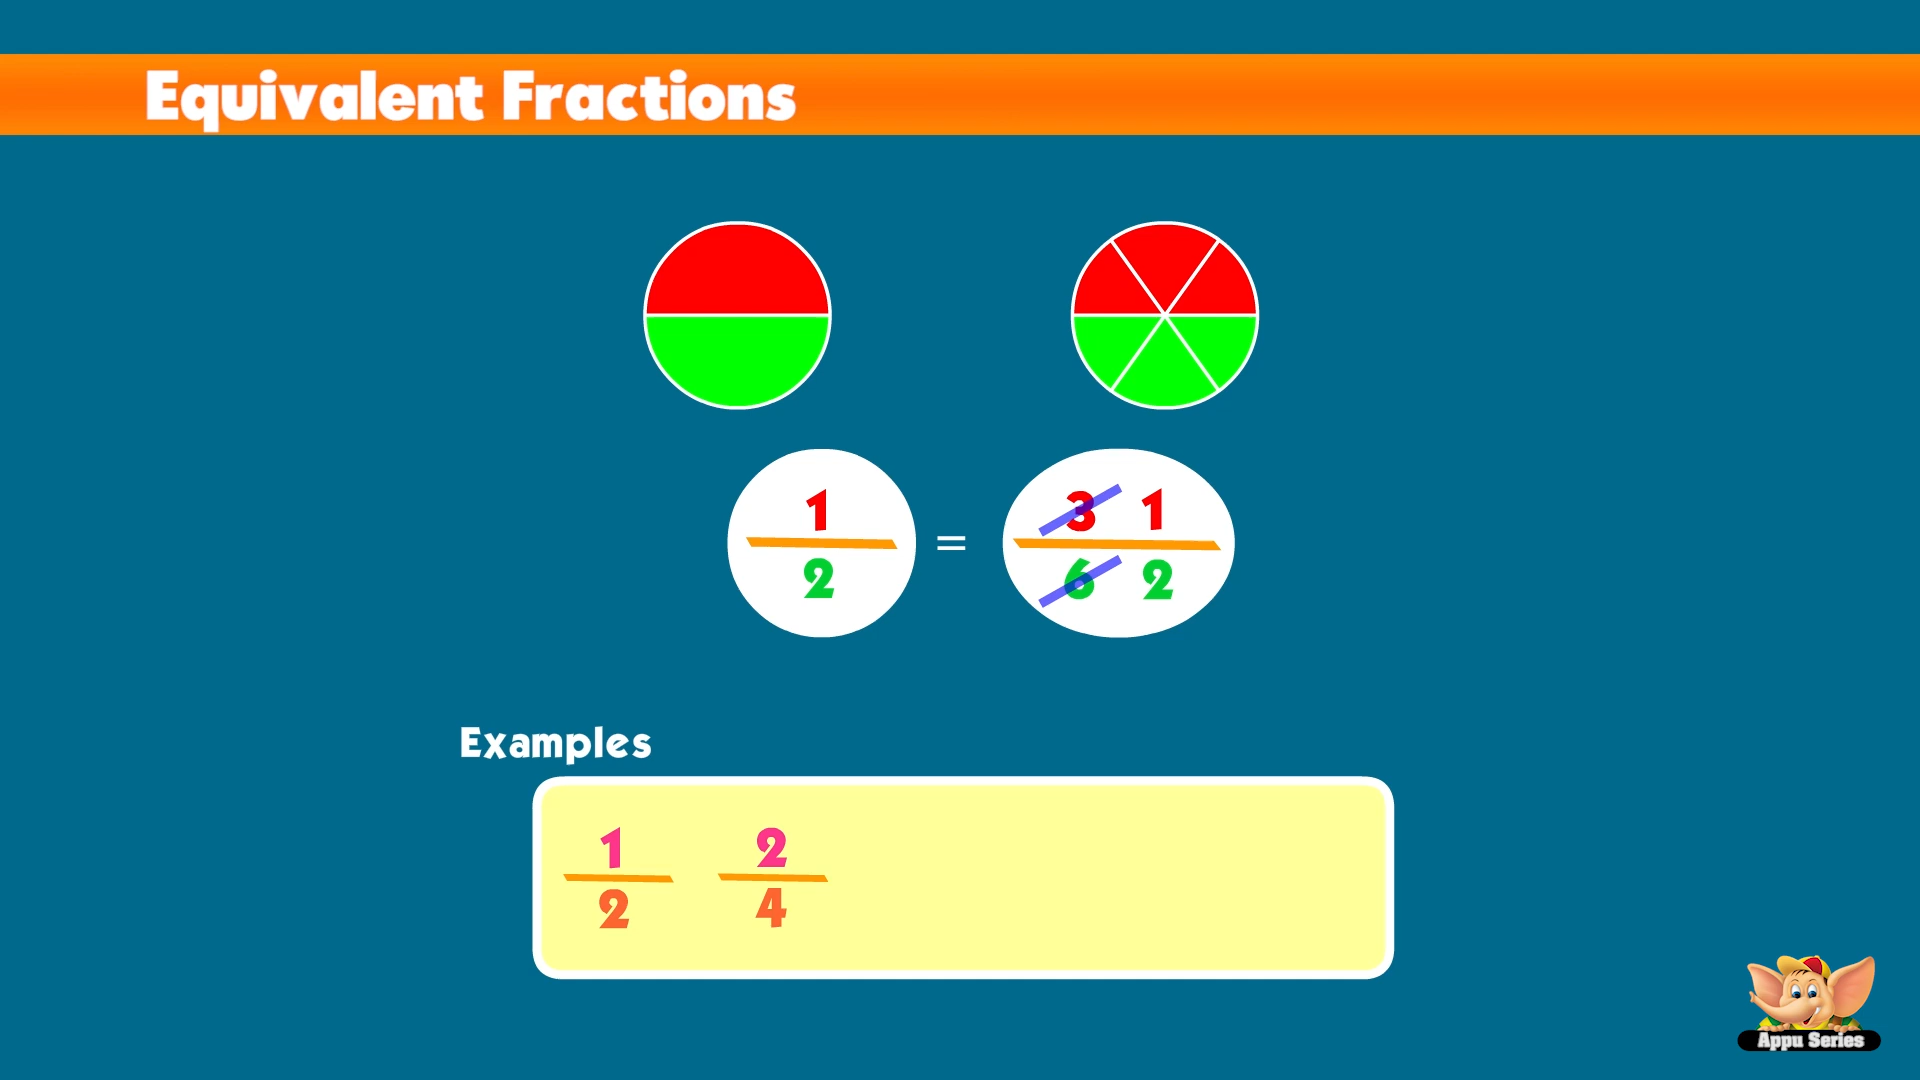 Equivalent Fractions
1 = 3 1
2 6 2
Examples
1 2
2 4
Appu Series